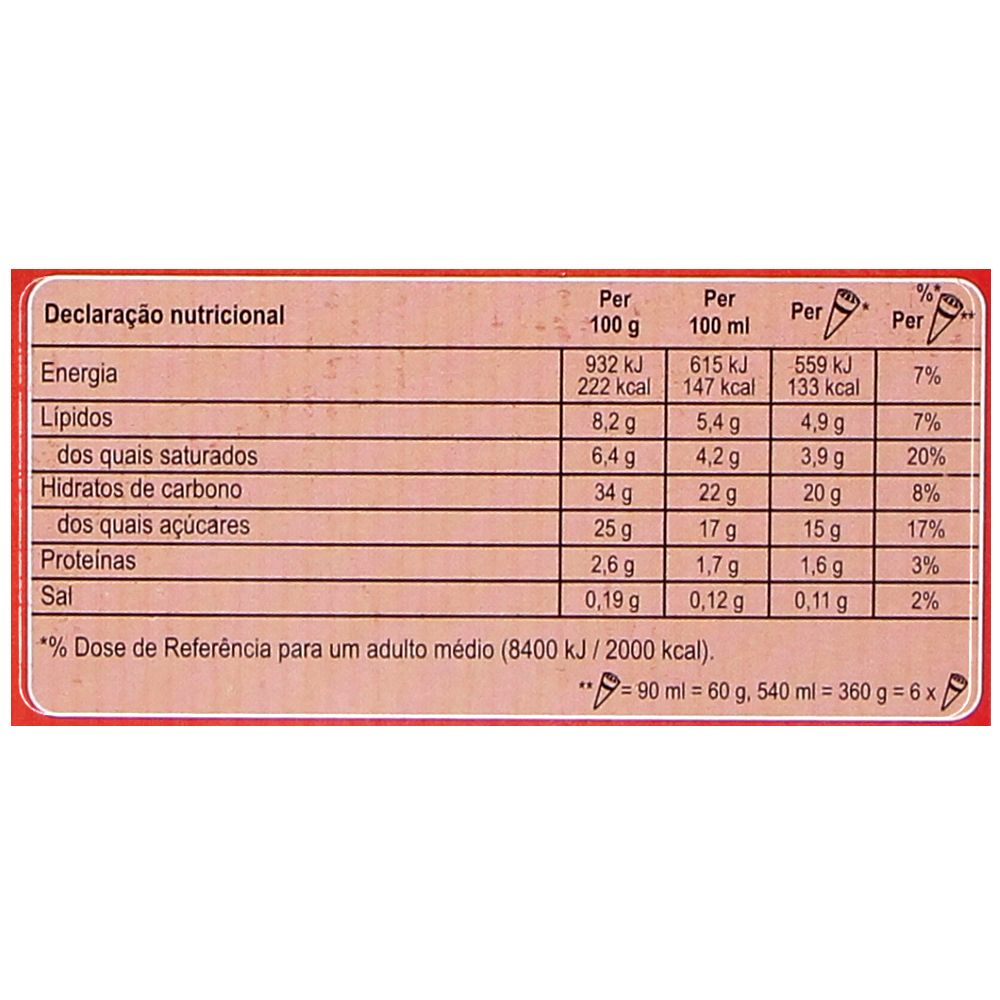 Declaração nutricional Per 100 g Per 100 ml Per * %* Per **
Energia 932 kJ 222 kcal 615 kJ 147 kcal 559 kJ 133 kcal 7%
Lípidos 8,2 g 5,4 g 4,9 g 7%
dos quais saturados 6,4 g 4,2 g 3,9 g 20%
Hidratos de carbono 34 g 22 g 20 g 8%
dos quais açúcares 25 g 17 g 15 g 17%
Proteínas 2,6 g 1,7 g 1,6 g 3%
Sal 0,19 g 0,12 g 0,11 g 2%
*% Dose de Referência para um adulto médio (8400 kJ / 2000 kcal).
** = 90 ml = 60 g, 540 ml = 360 g = 6 x